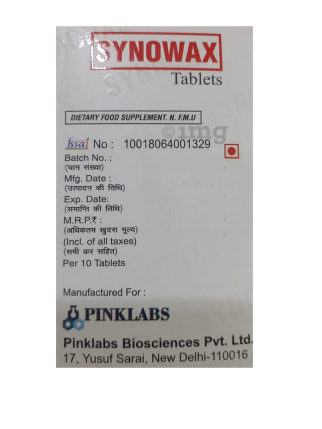 SYNOWAX
Tablets
DIETARY FOOD SUPPLEMENT. N. F.M.U
1mg
fssai No : 10018064001329
Batch No. :
(घान संख्या)
Mfg. Date :
(उत्पादन की तिथि)
Exp. Date:
(समाप्ति की तिथि)
M.R.P.₹ :
(अधिकतम खुदरा मूल्य)
(Incl. of all taxes)
(सभी कर सहित)
Per 10 Tablets
Manufactured For :
PINKLABS
Pinklabs Biosciences Pvt. Ltd.
17, Yusuf Sarai, New Delhi-110016